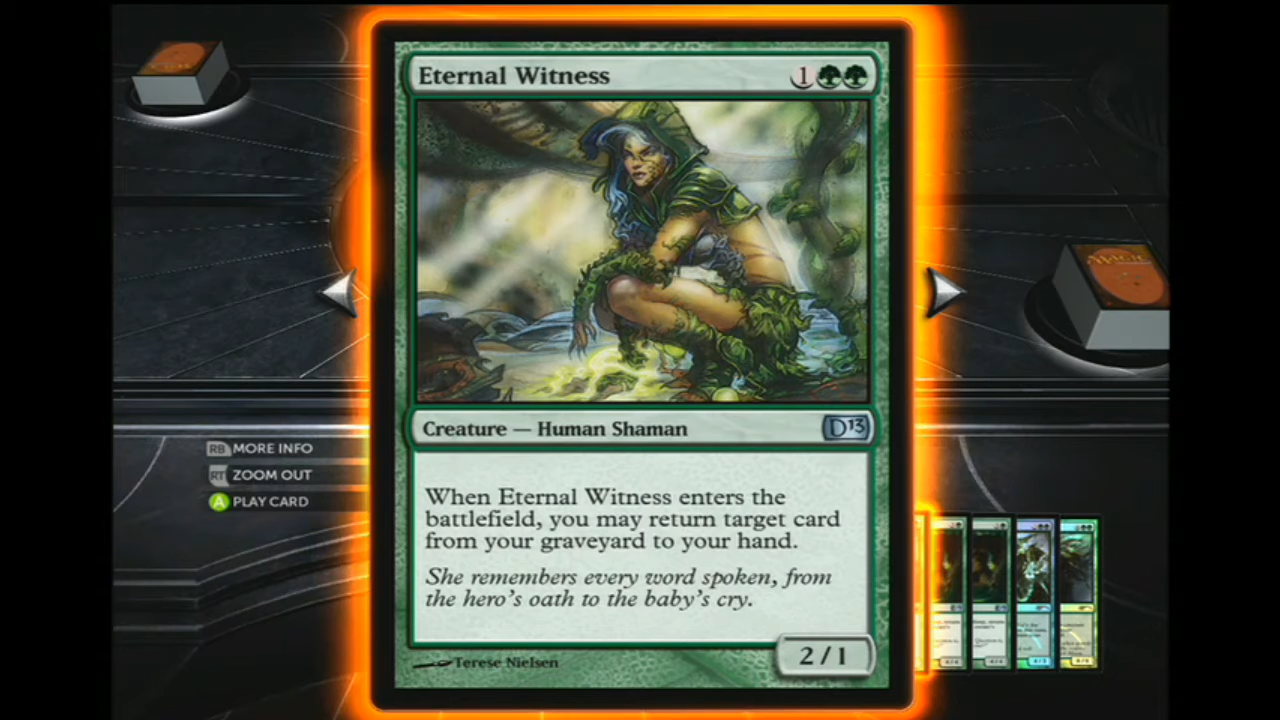 Eternal Witness 1
MAGIC
Creature — Human Shaman D13
RB MORE INFO
RT ZOOM OUT
A PLAY CARD
When Eternal Witness enters the
battlefield, you may return target card
from your graveyard to your hand.
She remembers every word spoken, from
the hero's oath to the baby's cry.
Terese Nielsen
2/1